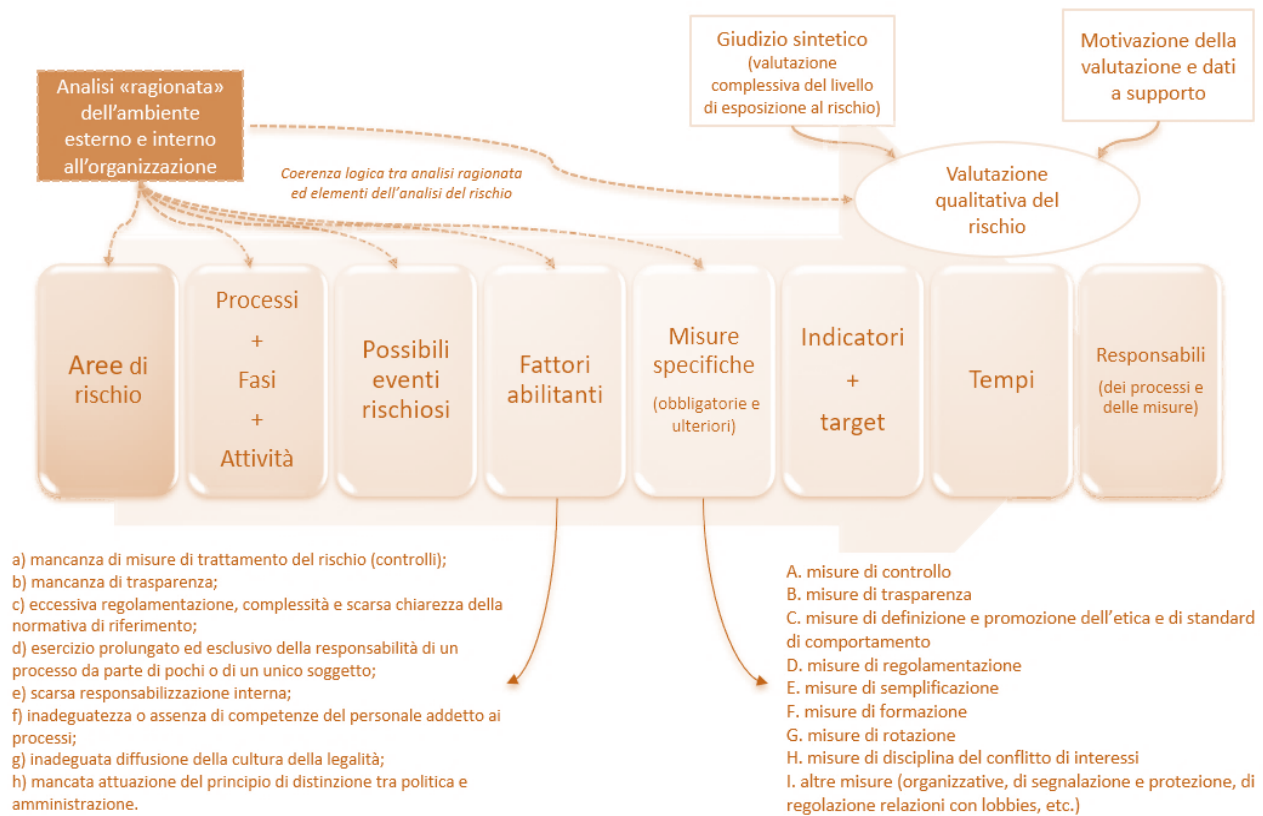 Giudizio sintetico
(valutazione
complessiva del livello
di esposizione al rischio)
Motivazione della
valutazione e dati
a supporto
Analisi «ragionata»
dell’ambiente
esterno e interno
all’organizzazione
Coerenza logica tra analisi ragionata
ed elementi dell’analisi del rischio
Valutazione
qualitativa del
rischio
Aree di
rischio
Processi
+
Fasi
+
Attività
Possibili
eventi
rischiosi
Fattori
abilitanti
Misure
specifiche
(obbligatorie e
ulteriori)
Indicatori
+
target
Tempi
Responsabili
(dei processi e
delle misure)
a) mancanza di misure di trattamento del rischio (controlli);
b) mancanza di trasparenza;
c) eccessiva regolamentazione, complessità e scarsa chiarezza della
normativa di riferimento;
d) esercizio prolungato ed esclusivo della responsabilità di un
processo da parte di pochi o di un unico soggetto;
e) scarsa responsabilizzazione interna;
f) inadeguatezza o assenza di competenze del personale addetto ai
processi;
g) inadeguata diffusione della cultura della legalità;
h) mancata attuazione del principio di distinzione tra politica e
amministrazione.
A. misure di controllo
B. misure di trasparenza
C. misure di definizione e promozione dell’etica e di standard
di comportamento
D. misure di regolamentazione
E. misure di semplificazione
F. misure di formazione
G. misure di rotazione
H. misure di disciplina del conflitto di interessi
I. altre misure (organizzative, di segnalazione e protezione, di
regolazione relazioni con lobbies, etc.)